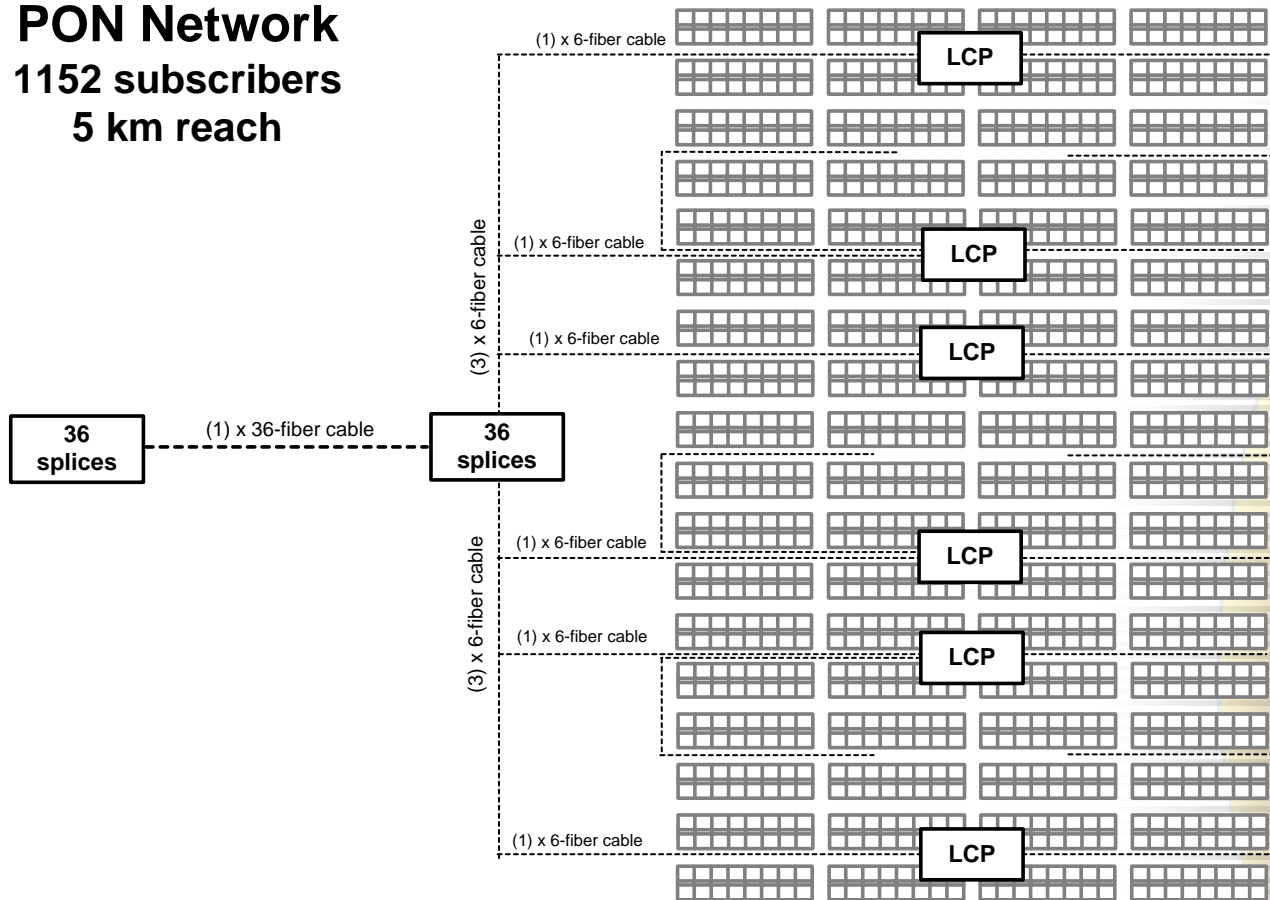 PON Network
1152 subscribers
5 km reach
(1) x 6-fiber cable
LCP
(3) x 6-fiber cable
(1) x 6-fiber cable
LCP
(1) x 6-fiber cable
LCP
36
splices
(1) x 36-fiber cable
36
splices
(3) x 6-fiber cable
(1) x 6-fiber cable
LCP
(1) x 6-fiber cable
LCP
(1) x 6-fiber cable
LCP